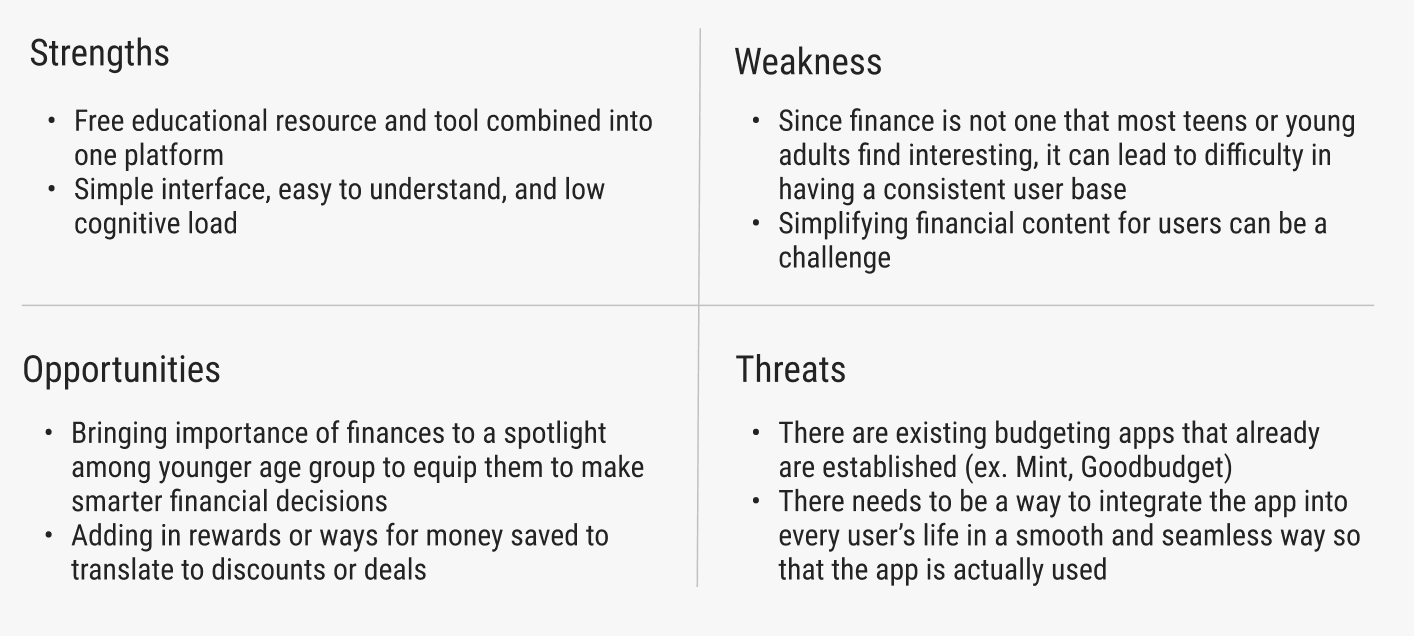 Strengths
• Free educational resource and tool combined into
one platform
• Simple interface, easy to understand, and low
cognitive load
Weakness
• Since finance is not one that most teens or young
adults find interesting, it can lead to difficulty in
having a consistent user base
• Simplifying financial content for users can be a
challenge
Opportunities
• Bringing importance of finances to a spotlight
among younger age group to equip them to make
smarter financial decisions
• Adding in rewards or ways for money saved to
translate to discounts or deals
Threats
• There are existing budgeting apps that already
are established (ex. Mint, Goodbudget)
• There needs to be a way to integrate the app into
every user’s life in a smooth and seamless way so
that the app is actually used